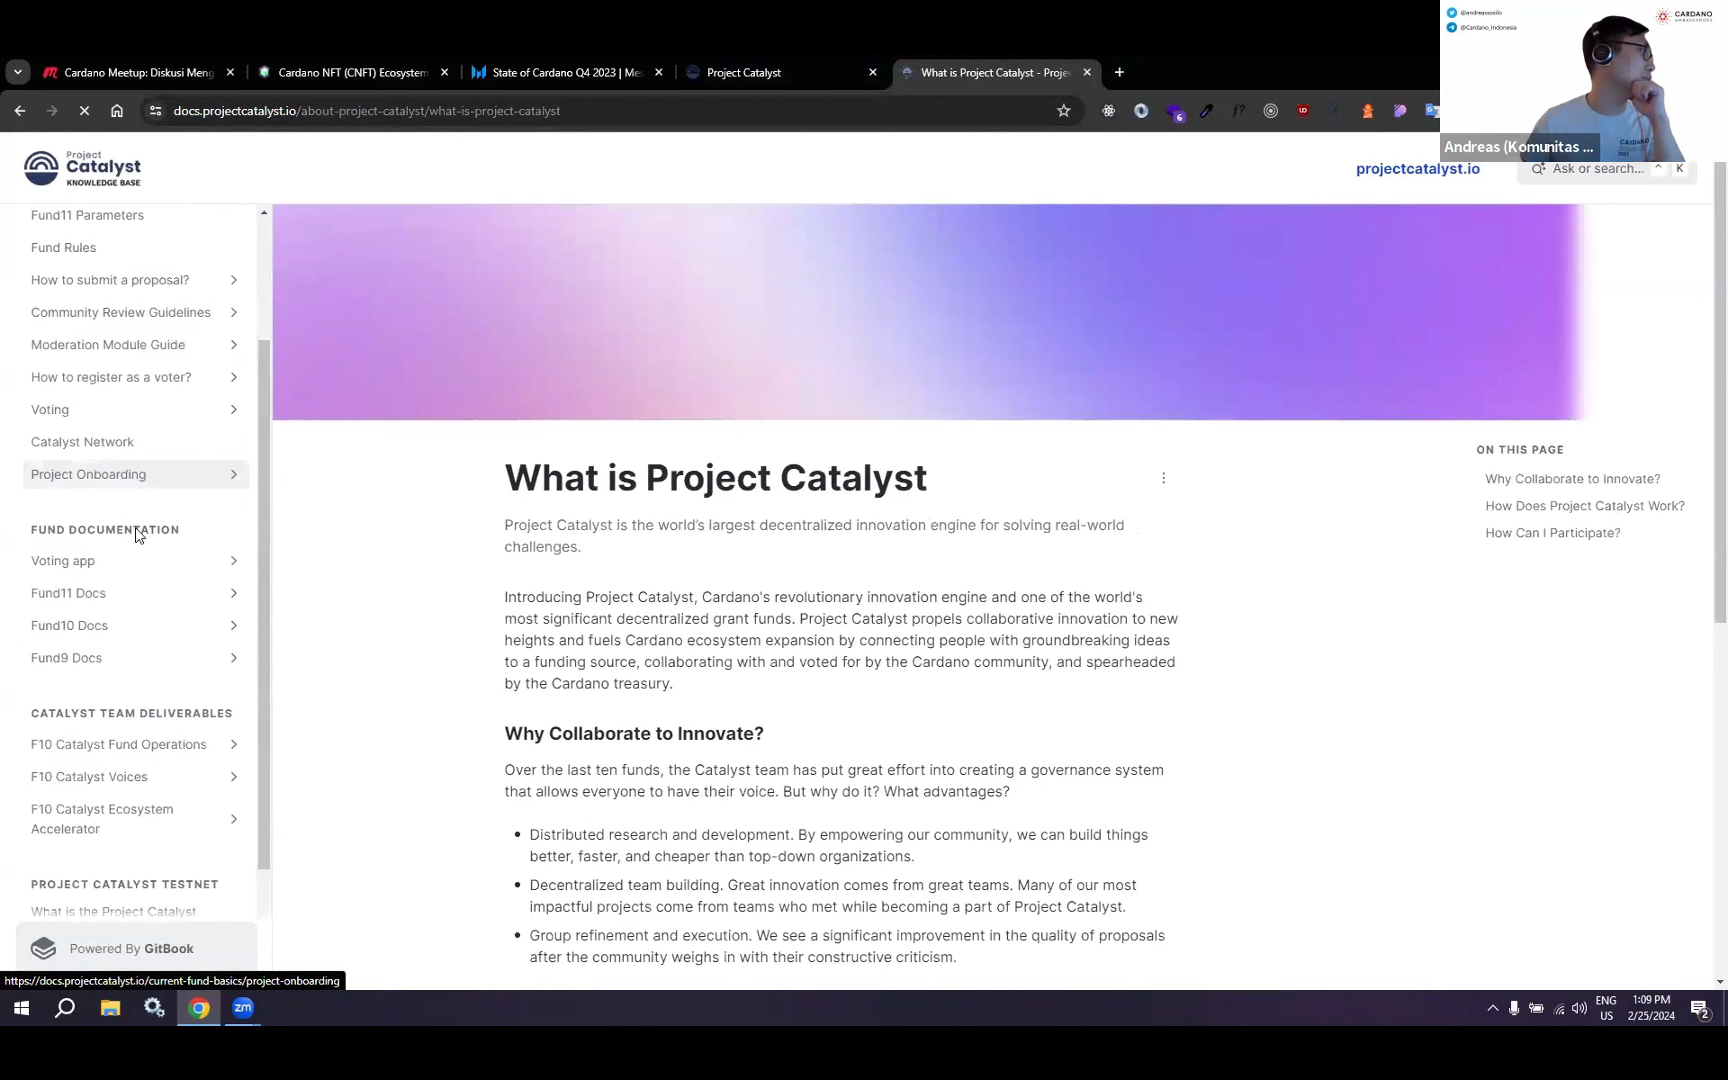 @andreassosilo
@Cardano_Indonesia
CARDANO
AMBASSADORS
Cardano Meetup: Diskusi Meng
Cardano NFT (CNFT) Ecosystem
State of Cardano Q4 2023 | Mes
Project Catalyst
What is Project Catalyst - Proje
docs.projectcatalyst.io/about-project-catalyst/what-is-project-catalyst
6
Andreas (Komunitas ...
Project
Catalyst
KNOWLEDGE BASE
projectcatalyst.io
Ask or search...
^ K
Fund11 Parameters
Fund Rules
How to submit a proposal?
Community Review Guidelines
Moderation Module Guide
How to register as a voter?
Voting
Catalyst Network
Project Onboarding
FUND DOCUMENTATION
Voting app
Fund11 Docs
Fund10 Docs
Fund9 Docs
CATALYST TEAM DELIVERABLES
F10 Catalyst Fund Operations
F10 Catalyst Voices
F10 Catalyst Ecosystem
Accelerator
PROJECT CATALYST TESTNET
What is the Project Catalyst
Powered By GitBook
What is Project Catalyst
Project Catalyst is the world's largest decentralized innovation engine for solving real-world
challenges.
Introducing Project Catalyst, Cardano's revolutionary innovation engine and one of the world's
most significant decentralized grant funds. Project Catalyst propels collaborative innovation to new
heights and fuels Cardano ecosystem expansion by connecting people with groundbreaking ideas
to a funding source, collaborating with and voted for by the Cardano community, and spearheaded
by the Cardano treasury.
Why Collaborate to Innovate?
Over the last ten funds, the Catalyst team has put great effort into creating a governance system
that allows everyone to have their voice. But why do it? What advantages?
• Distributed research and development. By empowering our community, we can build things
better, faster, and cheaper than top-down organizations.
• Decentralized team building. Great innovation comes from great teams. Many of our most
impactful projects come from teams who met while becoming a part of Project Catalyst.
• Group refinement and execution. We see a significant improvement in the quality of proposals
after the community weighs in with their constructive criticism.
ON THIS PAGE
Why Collaborate to Innovate?
How Does Project Catalyst Work?
How Can I Participate?
https://docs.projectcatalyst.io/current-fund-basics/project-onboarding
zm
ENG
US
1:09 PM
2/25/2024
2